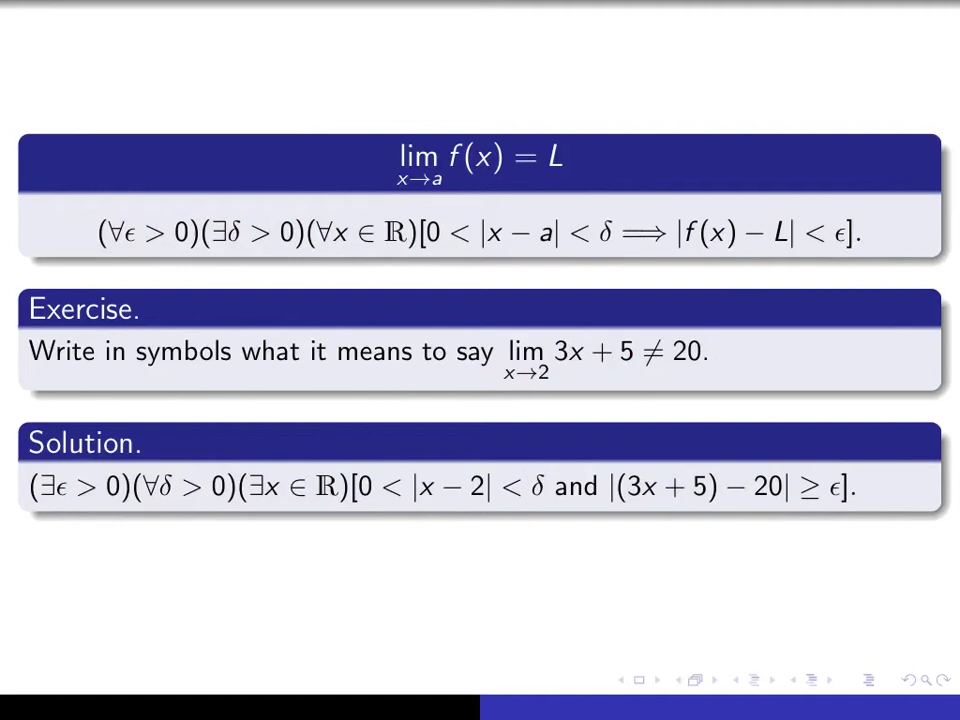 lim f(x) = L
x→a
(∀ϵ > 0)(∃δ > 0)(∀x ∈ ℝ)[0 < |x − a| < δ ⟹ |f(x) − L| < ϵ].
Exercise.
Write in symbols what it means to say lim 3x + 5 ≠ 20.
x→2
Solution.
(∃ϵ > 0)(∀δ > 0)(∃x ∈ ℝ)[0 < |x − 2| < δ and |(3x + 5) − 20| ≥ ϵ].